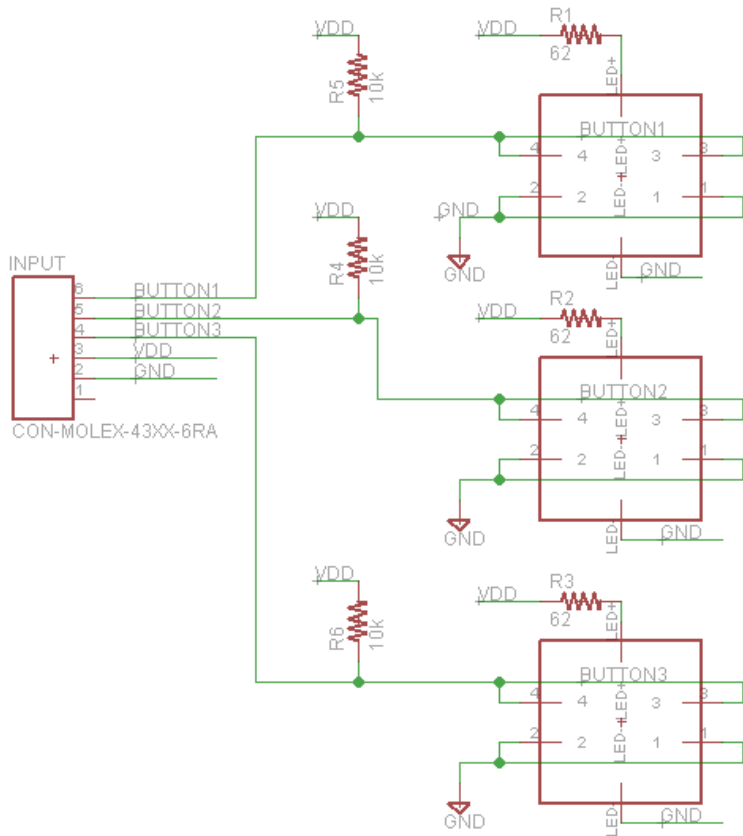 VDD
R5
10k
VDD
R1
62
LED+
BUTTON1
4
4
LED+
3
3
2
2
LED-
1
1
GND
GND
LED-
GND
VDD
R4
10k
INPUT
6
BUTTON1
5
BUTTON2
4
BUTTON3
3
VDD
2
GND
1
CON-MOLEX-43XX-6RA
VDD
R2
62
LED+
BUTTON2
4
4
LED+
3
3
2
2
LED-
1
1
GND
LED-
GND
VDD
R6
10k
VDD
R3
62
LED+
BUTTON3
4
4
LED+
3
3
2
2
LED-
1
1
GND
LED-
GND